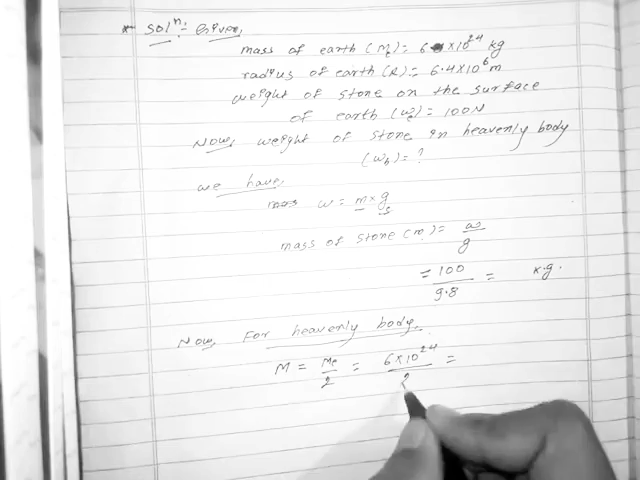 * Solⁿ:- Given,
mass of earth (Me) = 6 × 10²⁴ kg
radius of earth (R) = 6.4 × 10⁶ m
weight of stone on the surface
of earth (we) = 100N
Now, weight of stone in heavenly body
(wb) = ?
we have,
w = m × g
mass of stone (m) = w/g
= 100/9.8 = kg.
Now, For heavenly body,
M = Me/2 = 6×10²⁴/2 =